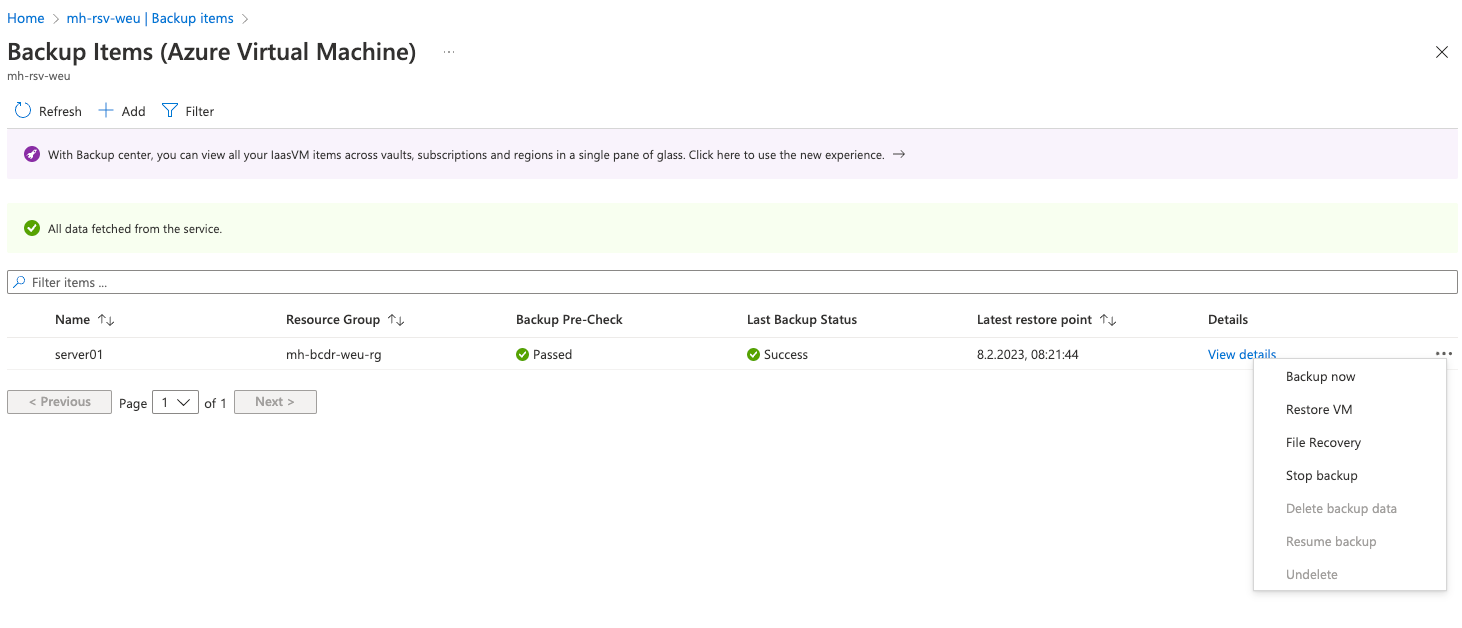 Home > mh-rsv-weu | Backup items >
Backup Items (Azure Virtual Machine) ...
mh-rsv-weu
Refresh + Add Filter
With Backup center, you can view all your IaasVM items across vaults, subscriptions and regions in a single pane of glass. Click here to use the new experience. →
All data fetched from the service.
Filter items ...
Name ↑↓ Resource Group ↑↓ Backup Pre-Check Last Backup Status Latest restore point ↑↓ Details
server01 mh-bcdr-weu-rg Passed Success 8.2.2023, 08:21:44 View details ...
< Previous Page 1 of 1 Next >
Backup now
Restore VM
File Recovery
Stop backup
Delete backup data
Resume backup
Undelete